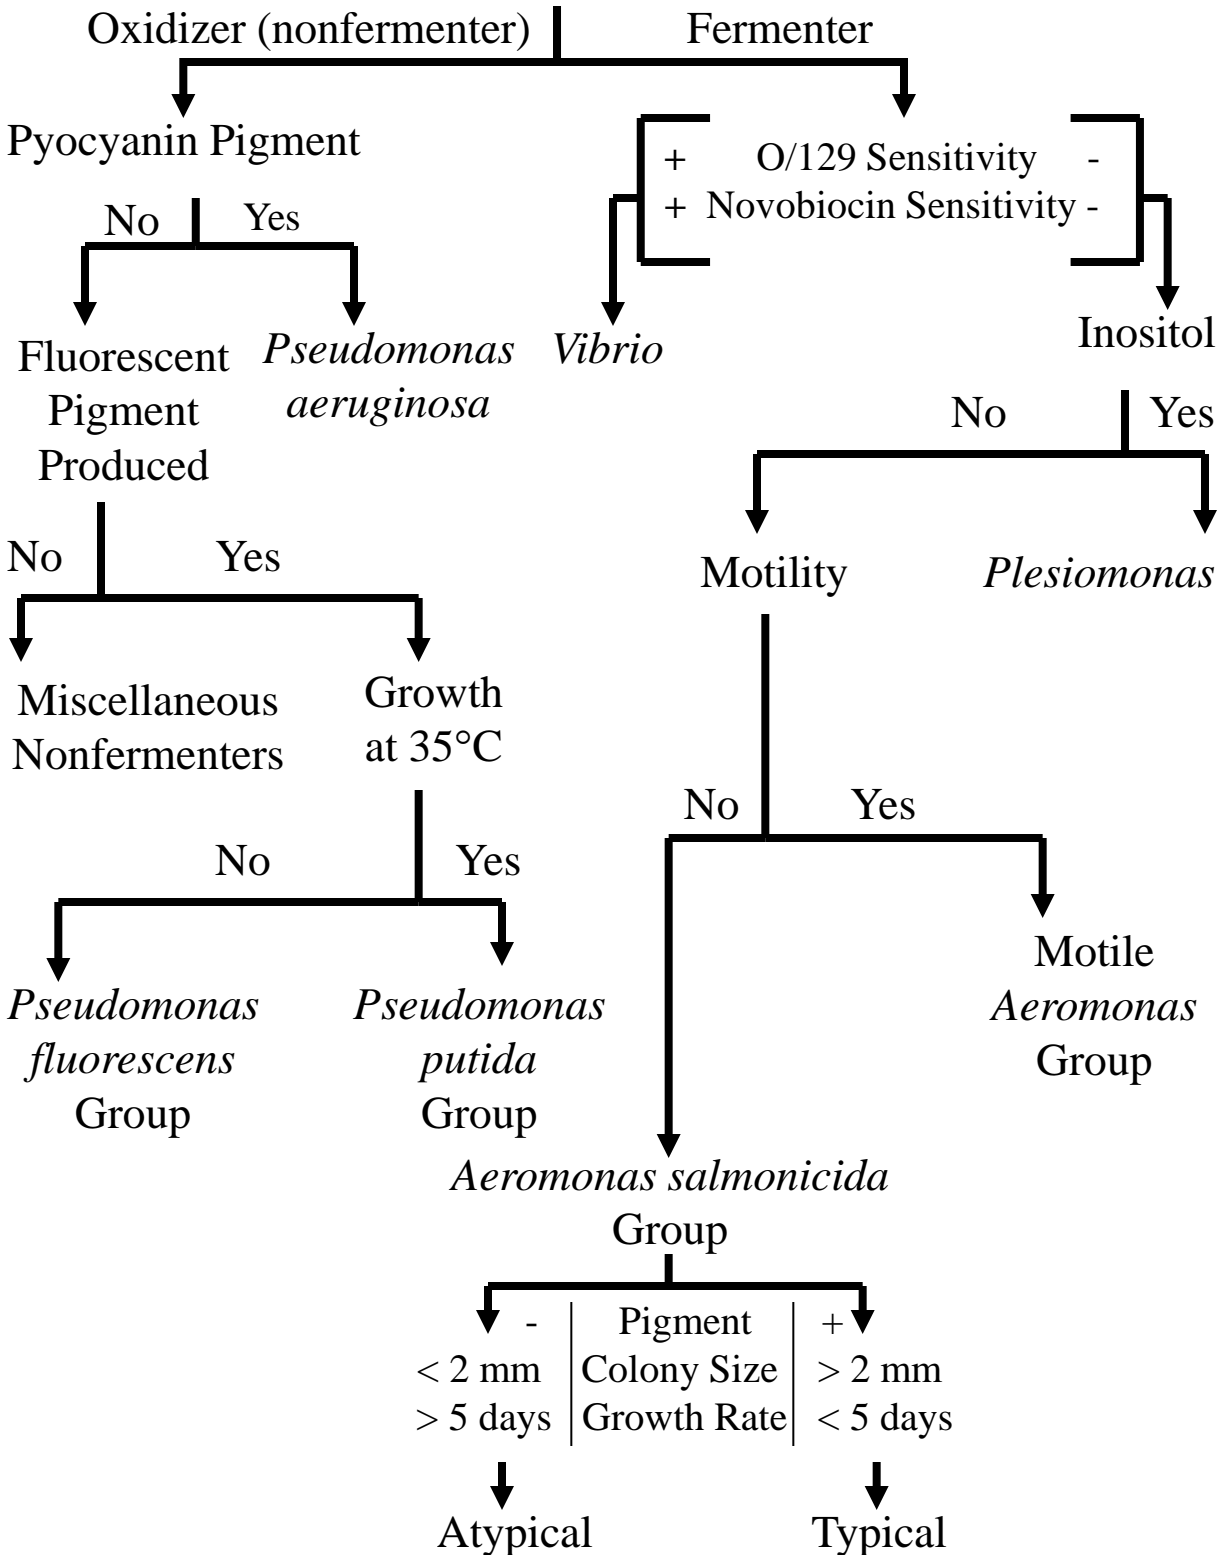 Oxidizer (nonfermenter) Fermenter
Pyocyanin Pigment
+ O/129 Sensitivity -
+ Novobiocin Sensitivity -
No Yes
Fluorescent
Pigment
Produced
Pseudomonas
aeruginosa
Vibrio
Inositol
No Yes
No Yes
Motility
Plesiomonas
Miscellaneous
Nonfermenters
Growth
at 35°C
No Yes
No Yes
Pseudomonas
fluorescens
Group
Pseudomonas
putida
Group
Motile
Aeromonas
Group
Aeromonas salmonicida
Group
- Pigment +
< 2 mm Colony Size > 2 mm
> 5 days Growth Rate < 5 days
Atypical Typical